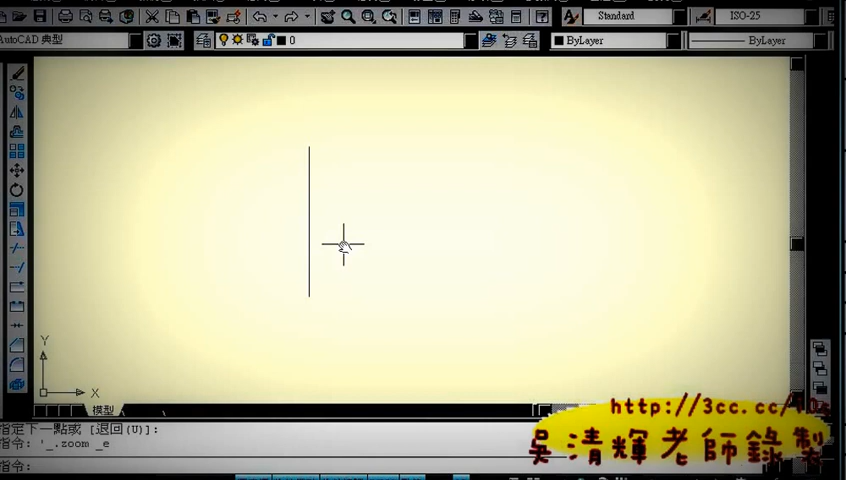 Standard
ISO-25
AutoCAD 典型
0
ByLayer
ByLayer
Y
X
模型
指定下一點或 [退回(U)]:
指令: '_.zoom _e
指令:
http://3cc.cc/
吳清輝老師錄製